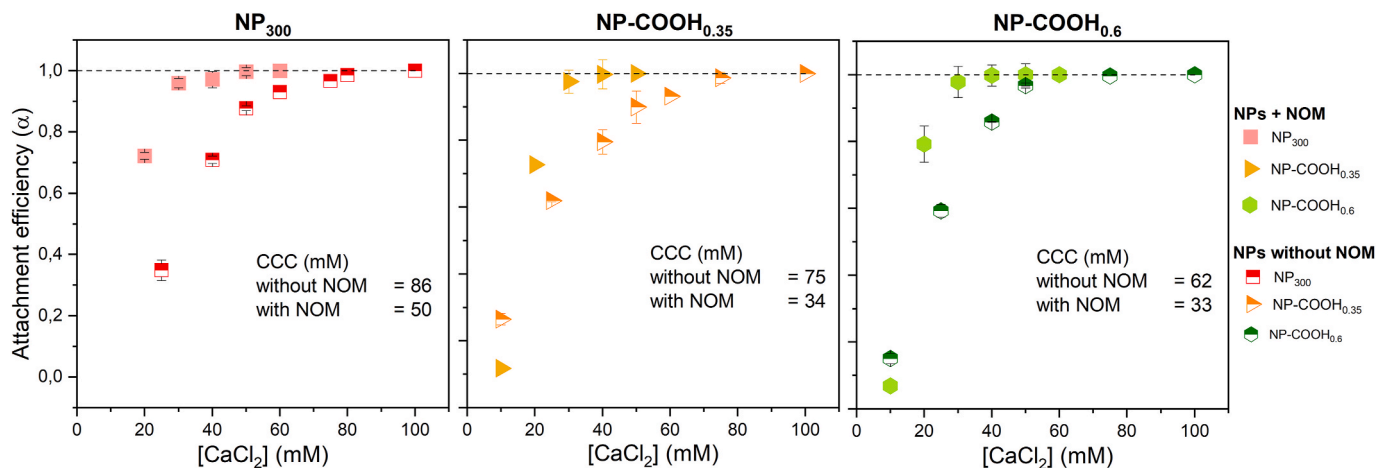 NP₃₀₀
NP-COOH₀.₃₅
NP-COOH₀.₆
Attachment efficiency (α)
1,0
0,8
0,6
0,4
0,2
0,0
CCC (mM)
without NOM = 86
with NOM = 50
0 20 40 60 80 100
[CaCl₂] (mM)
CCC (mM)
without NOM = 75
with NOM = 34
0 20 40 60 80 100
[CaCl₂] (mM)
CCC (mM)
without NOM = 62
with NOM = 33
0 20 40 60 80 100
[CaCl₂] (mM)
NPs + NOM
NP₃₀₀
NP-COOH₀.₃₅
NP-COOH₀.₆
NPs without NOM
NP₃₀₀
NP-COOH₀.₃₅
NP-COOH₀.₆